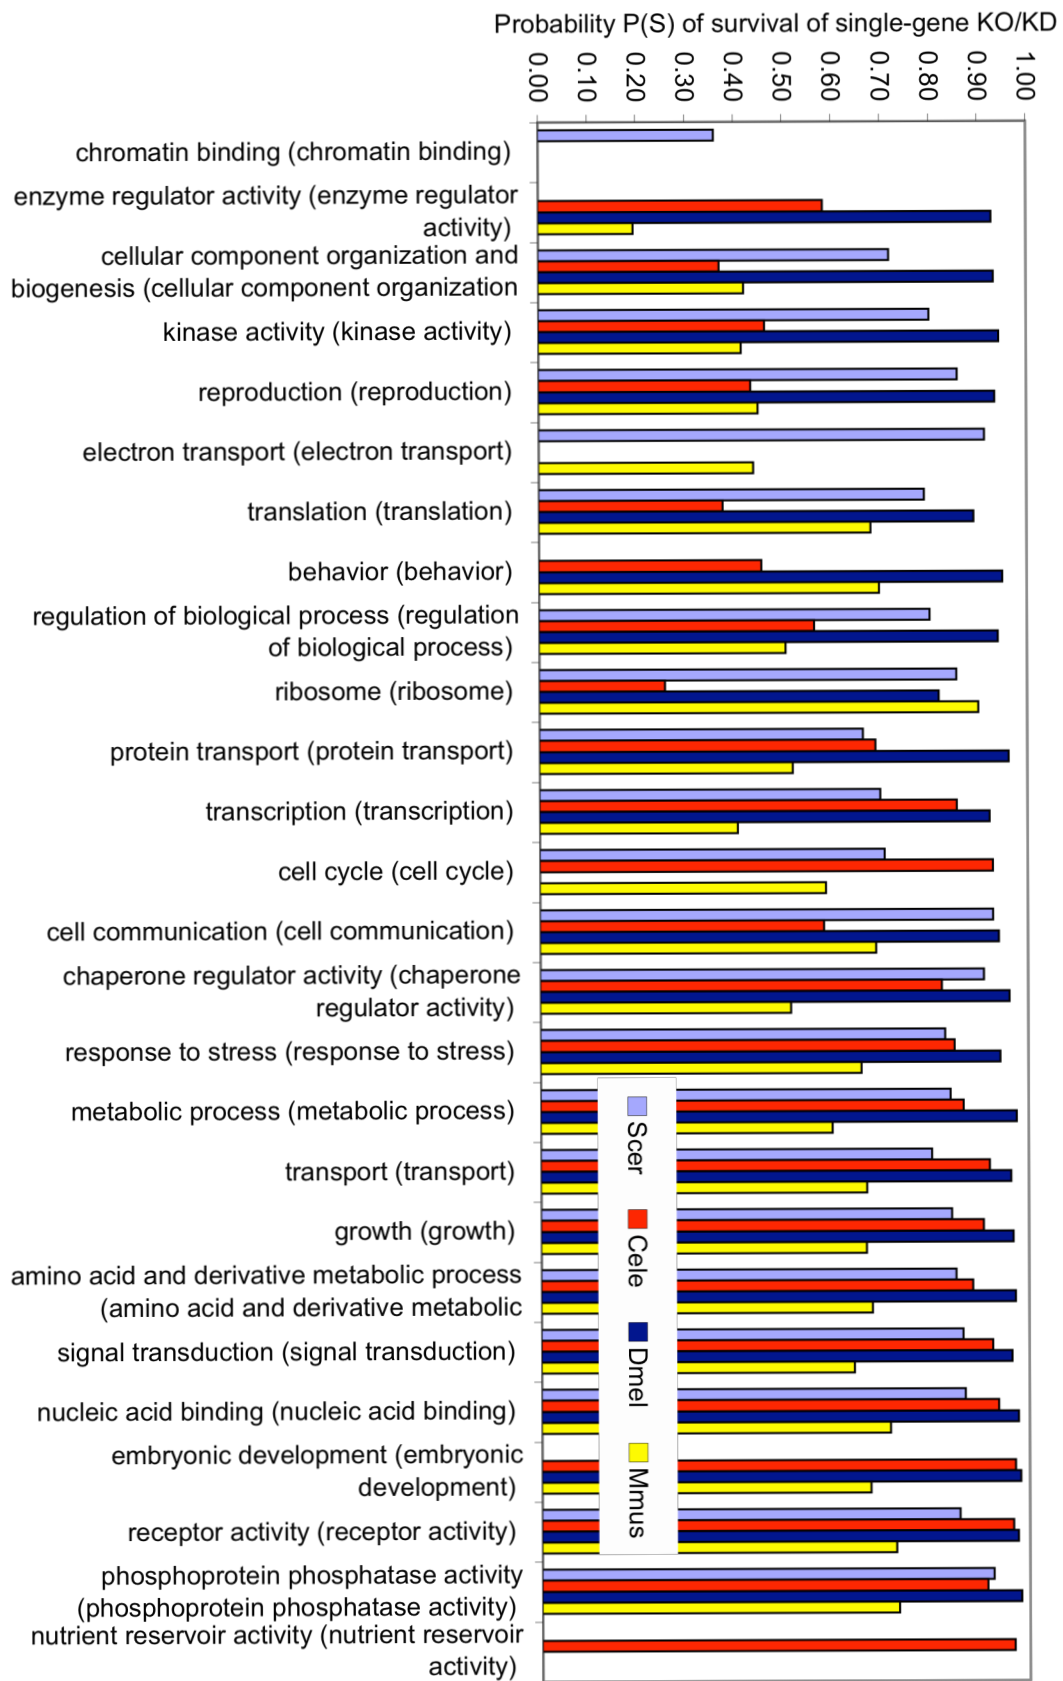 Probability P(S) of survival of single-gene KO/KD
0.00
0.10
0.20
0.30
0.40
0.50
0.60
0.70
0.80
0.90
1.00
chromatin binding (chromatin binding)
enzyme regulator activity (enzyme regulator
activity)
cellular component organization and
biogenesis (cellular component organization
kinase activity (kinase activity)
reproduction (reproduction)
electron transport (electron transport)
translation (translation)
behavior (behavior)
regulation of biological process (regulation
of biological process)
ribosome (ribosome)
protein transport (protein transport)
transcription (transcription)
cell cycle (cell cycle)
cell communication (cell communication)
chaperone regulator activity (chaperone
regulator activity)
response to stress (response to stress)
metabolic process (metabolic process)
transport (transport)
growth (growth)
amino acid and derivative metabolic process
(amino acid and derivative metabolic
signal transduction (signal transduction)
nucleic acid binding (nucleic acid binding)
embryonic development (embryonic
development)
receptor activity (receptor activity)
phosphoprotein phosphatase activity
(phosphoprotein phosphatase activity)
nutrient reservoir activity (nutrient reservoir
activity)
Scer
Cele
Dmel
Mmus